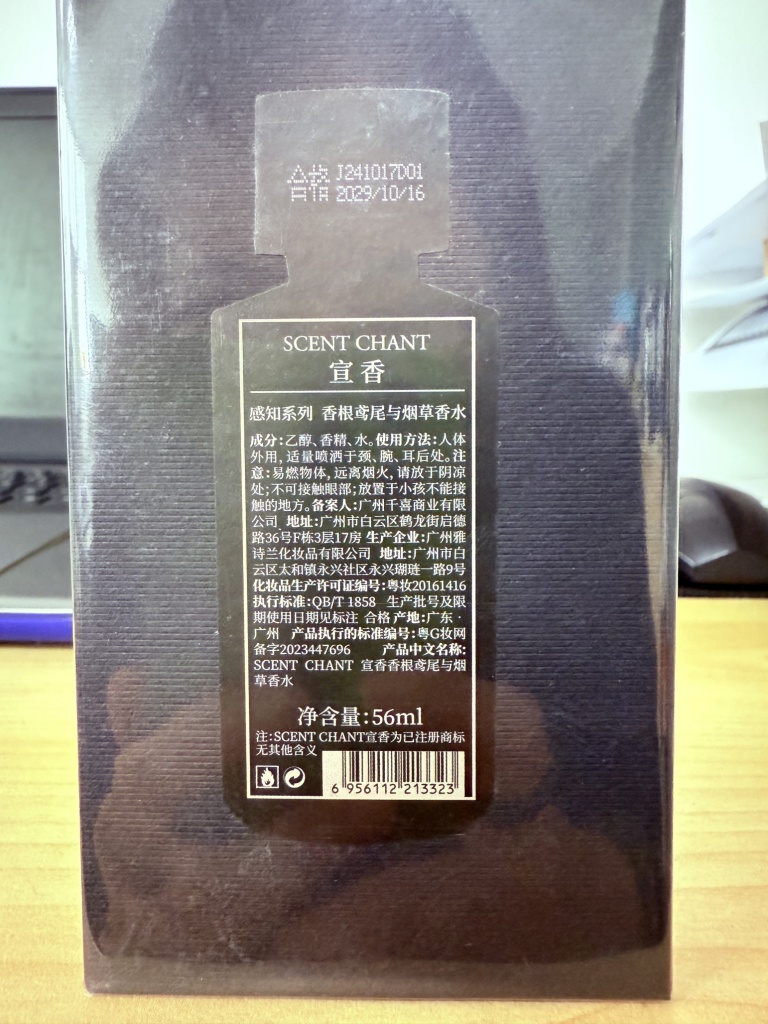 合格 J241017D01
日期 2029/10/16
SCENT CHANT
宣香
感知系列 香根鸢尾与烟草香水
成分:乙醇、香精、水。使用方法:人体
外用,适量喷洒于颈、腕、耳后处。注
意:易燃物体,远离烟火,请放于阴凉
处;不可接触眼部;放置于小孩不能接
触的地方。备案人:广州千喜商业有限
公司 地址:广州市白云区鹤龙街启德
路36号F栋3层17房 生产企业:广州雅
诗兰化妆品有限公司 地址:广州市白
云区太和镇永兴社区永兴瑚琏一路9号
化妆品生产许可证编号:粤妆20161416
执行标准:QB/T 1858 生产批号及限
期使用日期见标注 合格 产地:广东·
广州 产品执行的标准编号:粤G妆网
备字2023447696 产品中文名称:
SCENT CHANT 宣香香根鸢尾与烟
草香水
净含量:56ml
注:SCENT CHANT宣香为已注册商标
无其他含义
6 956112 213323